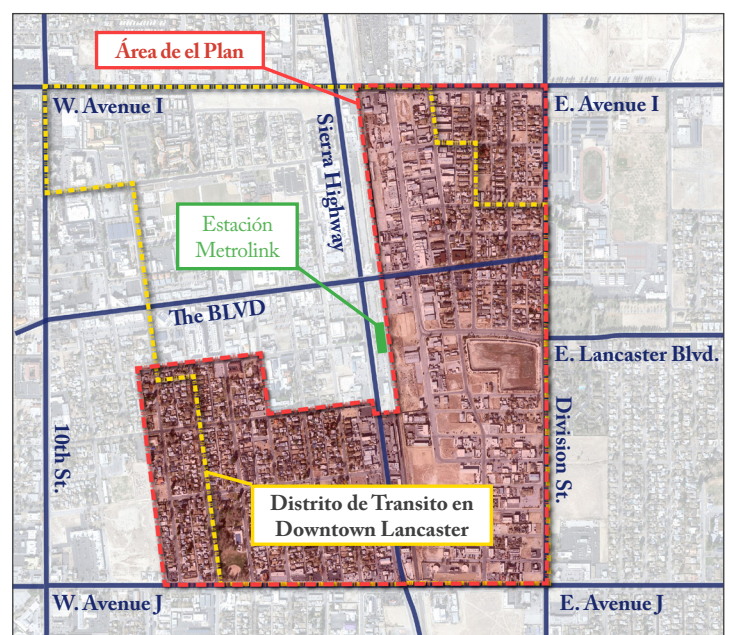 Área de el Plan
W. Avenue I
E. Avenue I
Sierra Highway
Estación
Metrolink
The BLVD
E. Lancaster Blvd.
10th St.
Division St.
Distrito de Transito en
Downtown Lancaster
W. Avenue J
E. Avenue J